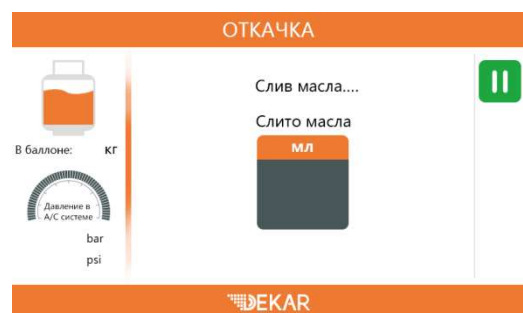 ОТКАЧКА
Слив масла....
Слито масла
мл
В баллоне: кг
Давление в
A/C системе
bar
psi
DEKAR